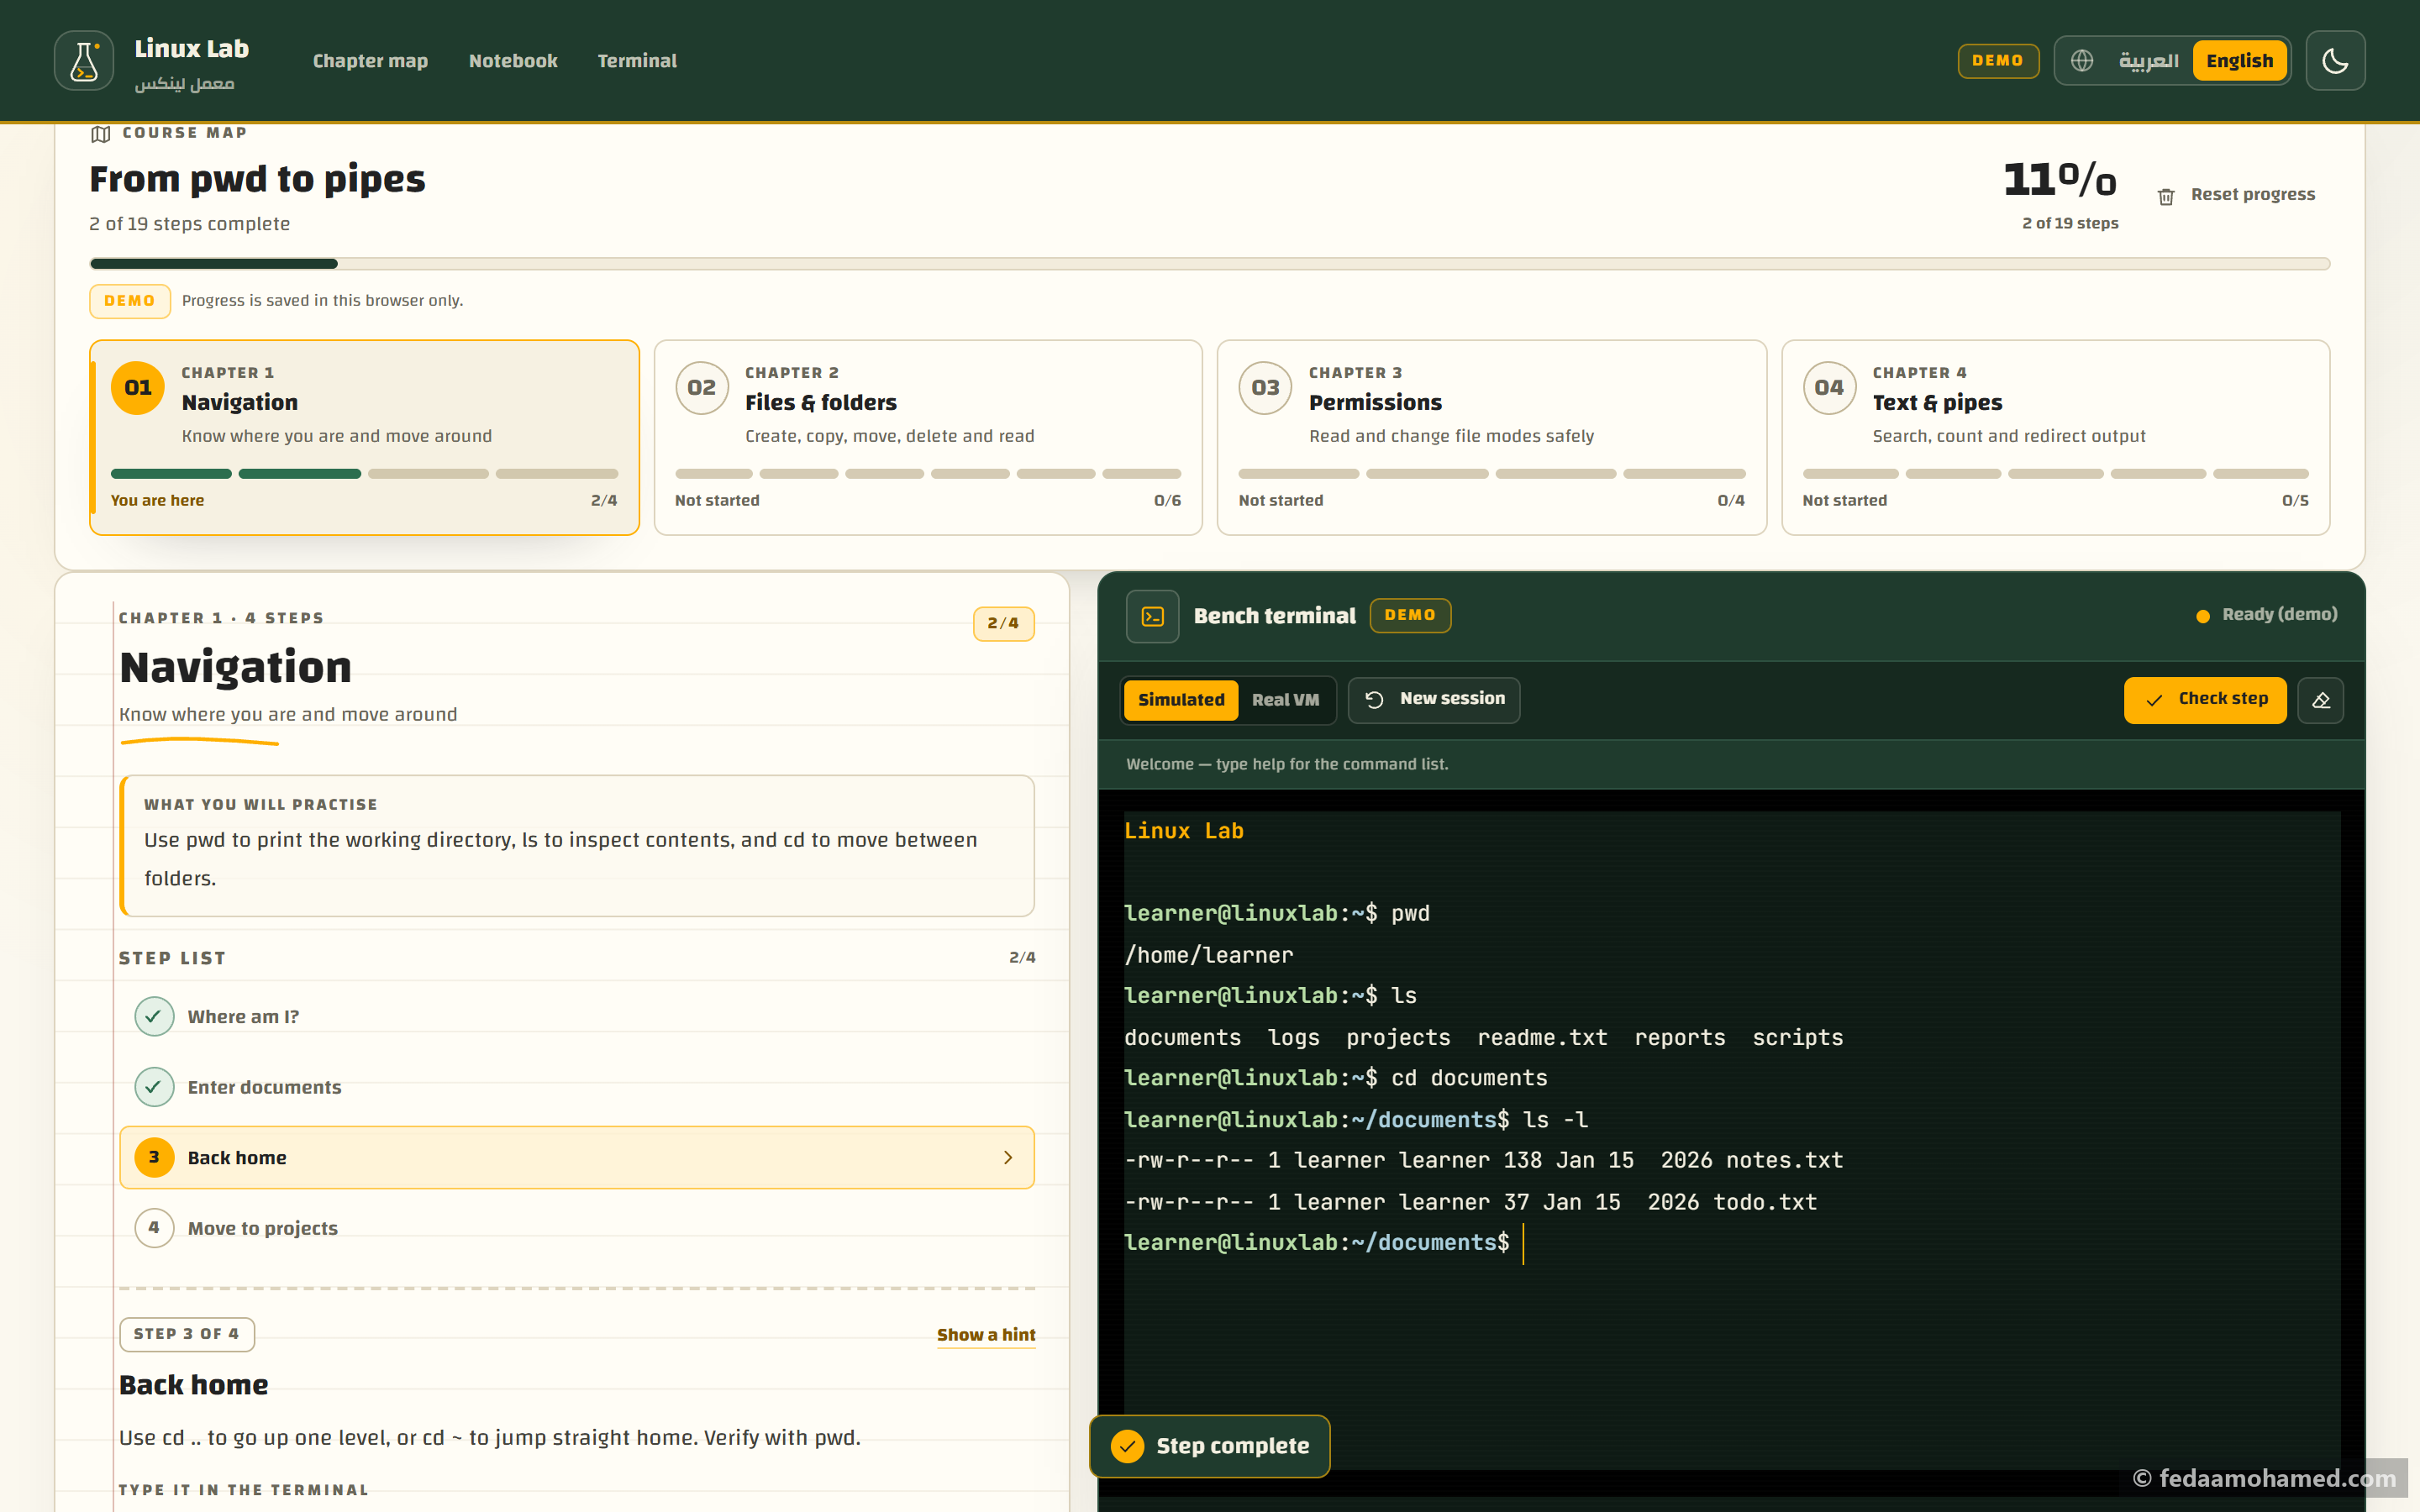 Linux Lab
معمل لينكس
Chapter map
Notebook
Terminal
DEMO
العربية
English
COURSE MAP
From pwd to pipes
2 of 19 steps complete
11%
2 of 19 steps
Reset progress
DEMO
Progress is saved in this browser only.
01
CHAPTER 1
Navigation
Know where you are and move around
You are here
2/4
02
CHAPTER 2
Files & folders
Create, copy, move, delete and read
Not started
0/6
03
CHAPTER 3
Permissions
Read and change file modes safely
Not started
0/4
04
CHAPTER 4
Text & pipes
Search, count and redirect output
Not started
0/5
CHAPTER 1 · 4 STEPS
2/4
Navigation
Know where you are and move around
WHAT YOU WILL PRACTISE
Use pwd to print the working directory, ls to inspect contents, and cd to move between
folders.
STEP LIST
2/4
Where am I?
Enter documents
3
Back home
4
Move to projects
STEP 3 OF 4
Show a hint
Back home
Use cd .. to go up one level, or cd ~ to jump straight home. Verify with pwd.
TYPE IT IN THE TERMINAL
Bench terminal
DEMO
Ready (demo)
Simulated
Real VM
New session
Check step
Welcome — type help for the command list.
Linux Lab
learner@linuxlab:~$ pwd
/home/learner
learner@linuxlab:~$ ls
documents  logs  projects  readme.txt  reports  scripts
learner@linuxlab:~$ cd documents
learner@linuxlab:~/documents$ ls -l
-rw-r--r-- 1 learner learner 138 Jan 15  2026 notes.txt
-rw-r--r-- 1 learner learner 37 Jan 15  2026 todo.txt
learner@linuxlab:~/documents$
Step complete
© fedaamohamed.com